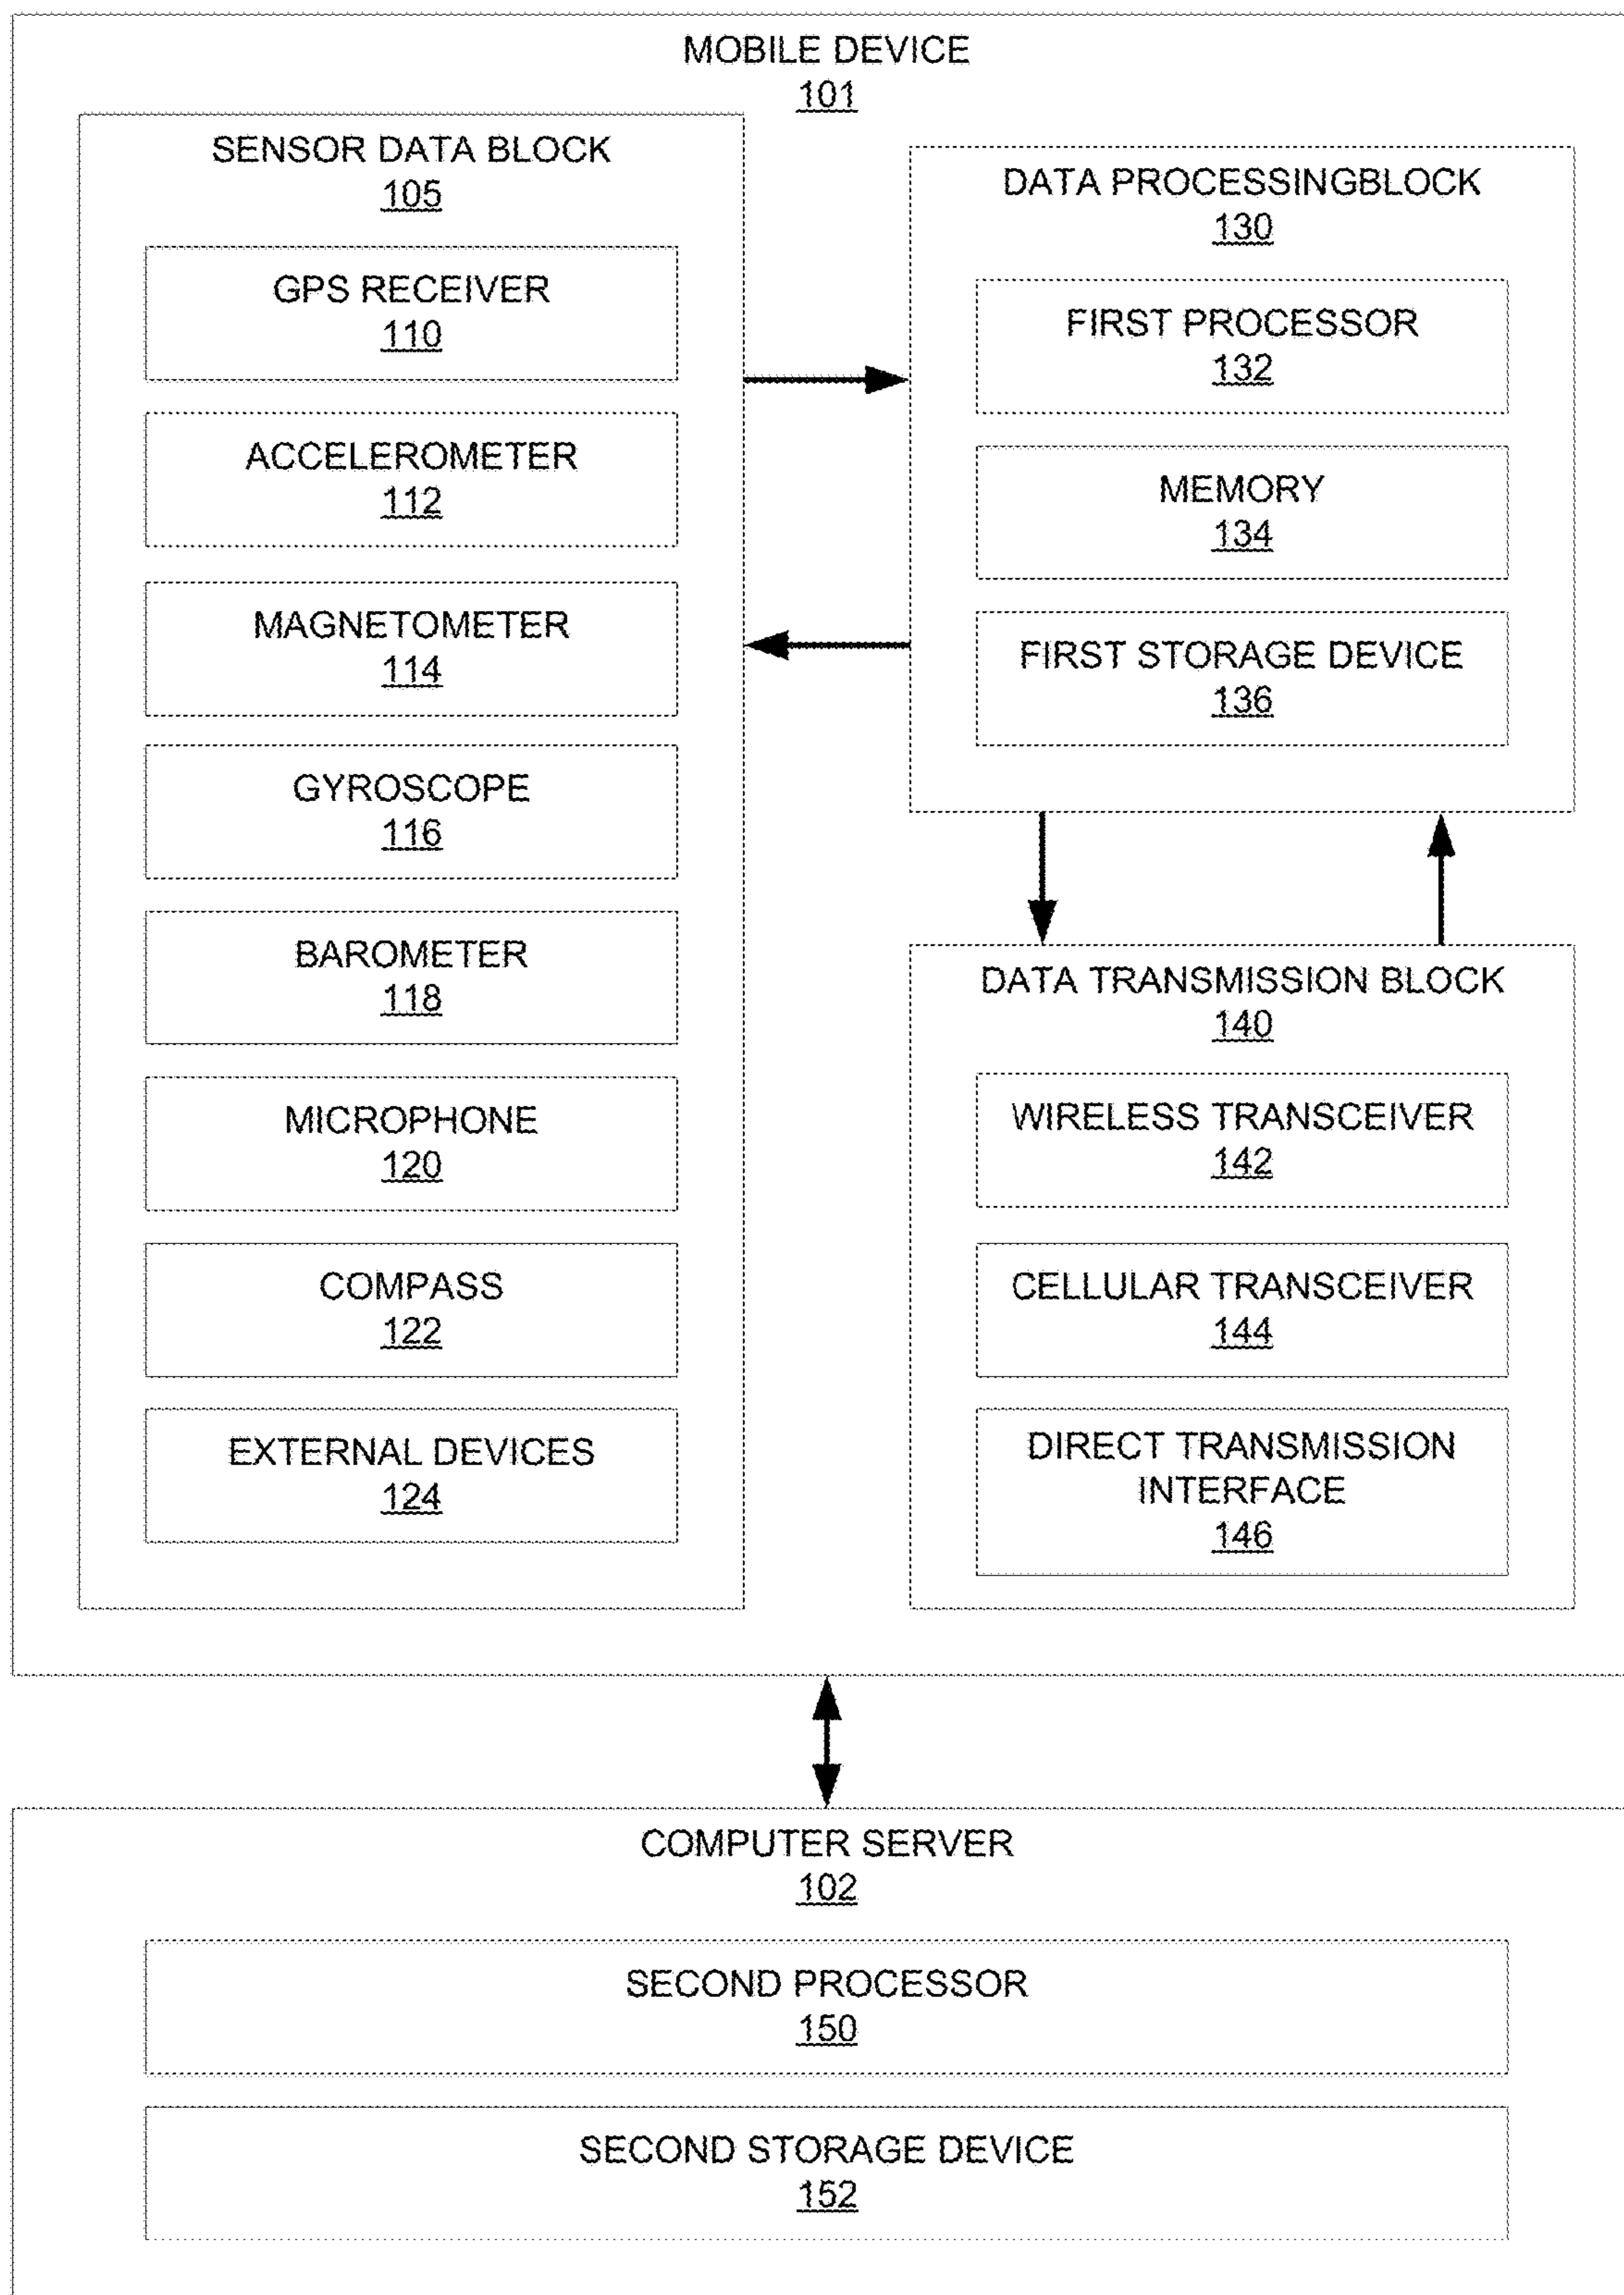 MOBILE DEVICE
101
SENSOR DATA BLOCK
105
GPS RECEIVER
110
ACCELEROMETER
112
MAGNETOMETER
114
GYROSCOPE
116
BAROMETER
118
MICROPHONE
120
COMPASS
122
EXTERNAL DEVICES
124
DATA PROCESSINGBLOCK
130
FIRST PROCESSOR
132
MEMORY
134
FIRST STORAGE DEVICE
136
DATA TRANSMISSION BLOCK
140
WIRELESS TRANSCEIVER
142
CELLULAR TRANSCEIVER
144
DIRECT TRANSMISSION
INTERFACE
146
COMPUTER SERVER
102
SECOND PROCESSOR
150
SECOND STORAGE DEVICE
152